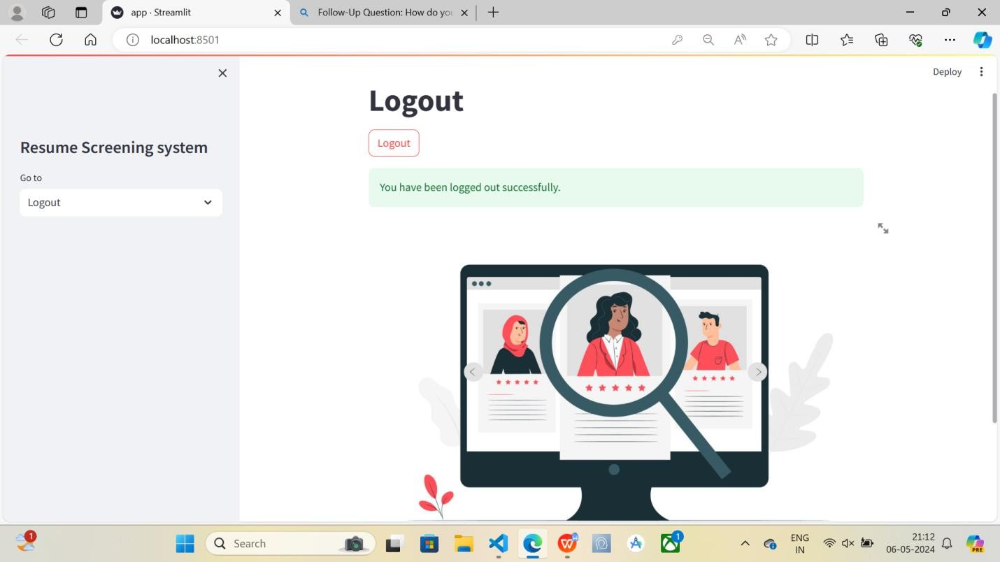 app · Streamlit
Follow-Up Question: How do you
localhost:8501
Deploy
Logout
Logout
You have been logged out successfully.
Resume Screening system
Go to
Logout
1
Search
1
ENG
IN
21:12
06-05-2024
PRE